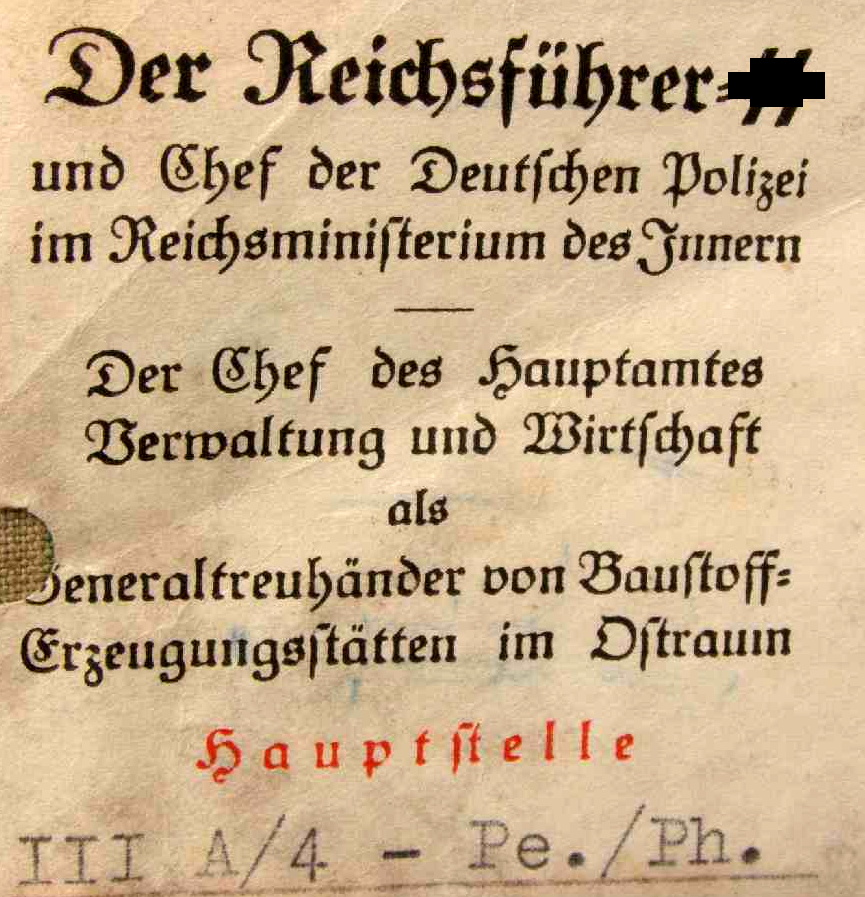 Der Reichsführer-
und Chef der Deutschen Polizei
im Reichsministerium des Innern
Der Chef des Hauptamtes
Verwaltung und Wirtschaft
als
Generaltreuhänder von Baustoff-
Erzeugungsstätten im Ostraum
Hauptstelle
III A/4 - Pe./Ph.